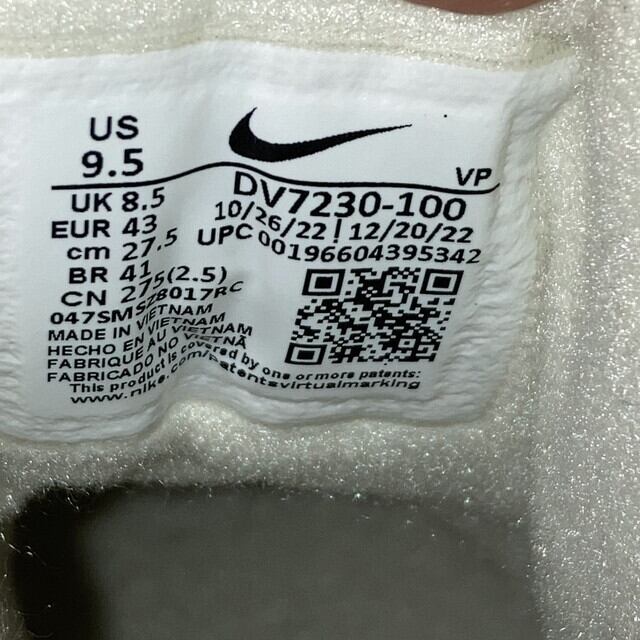 US
9.5
VP
UK 8.5
EUR 43
cm 27.5
BR 41
CN 275(2.5)
DV7230-100
10/26/22 | 12/20/22
UPC 00196604395342
047SMSZB017RC
MADE IN VIETNAM
HECHO EN VIETNAM
FABRIQUE AU VIETNAM
FABRICADO NO VIETNÃ
This product is covered by one or more patents:
www.nike.com/patentsvirtualmarking